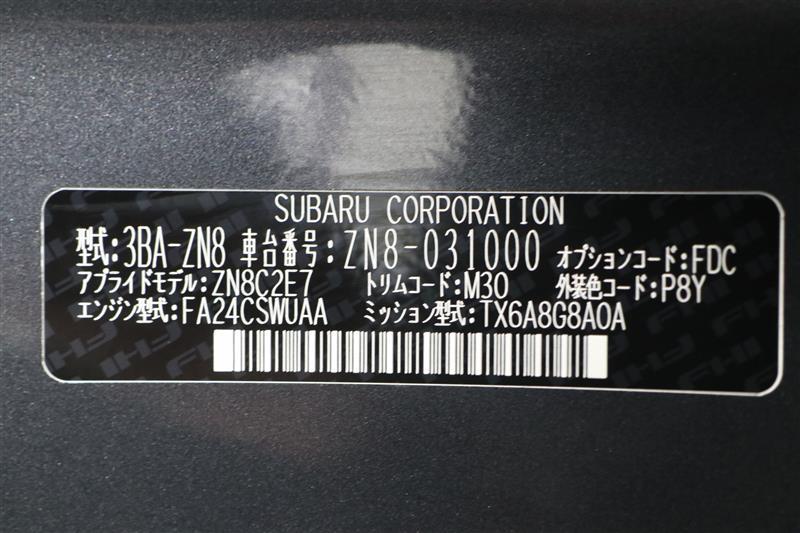 SUBARU CORPORATION
型式:3BA-ZN8 車台番号:ZN8-031000 オプションコード:FDC
アプライドモデル:ZN8C2E7 トリムコード:M30 外装色コード:P8Y
エンジン型式:FA24CSWUAA ミッション型式:TX6A8G8AOA